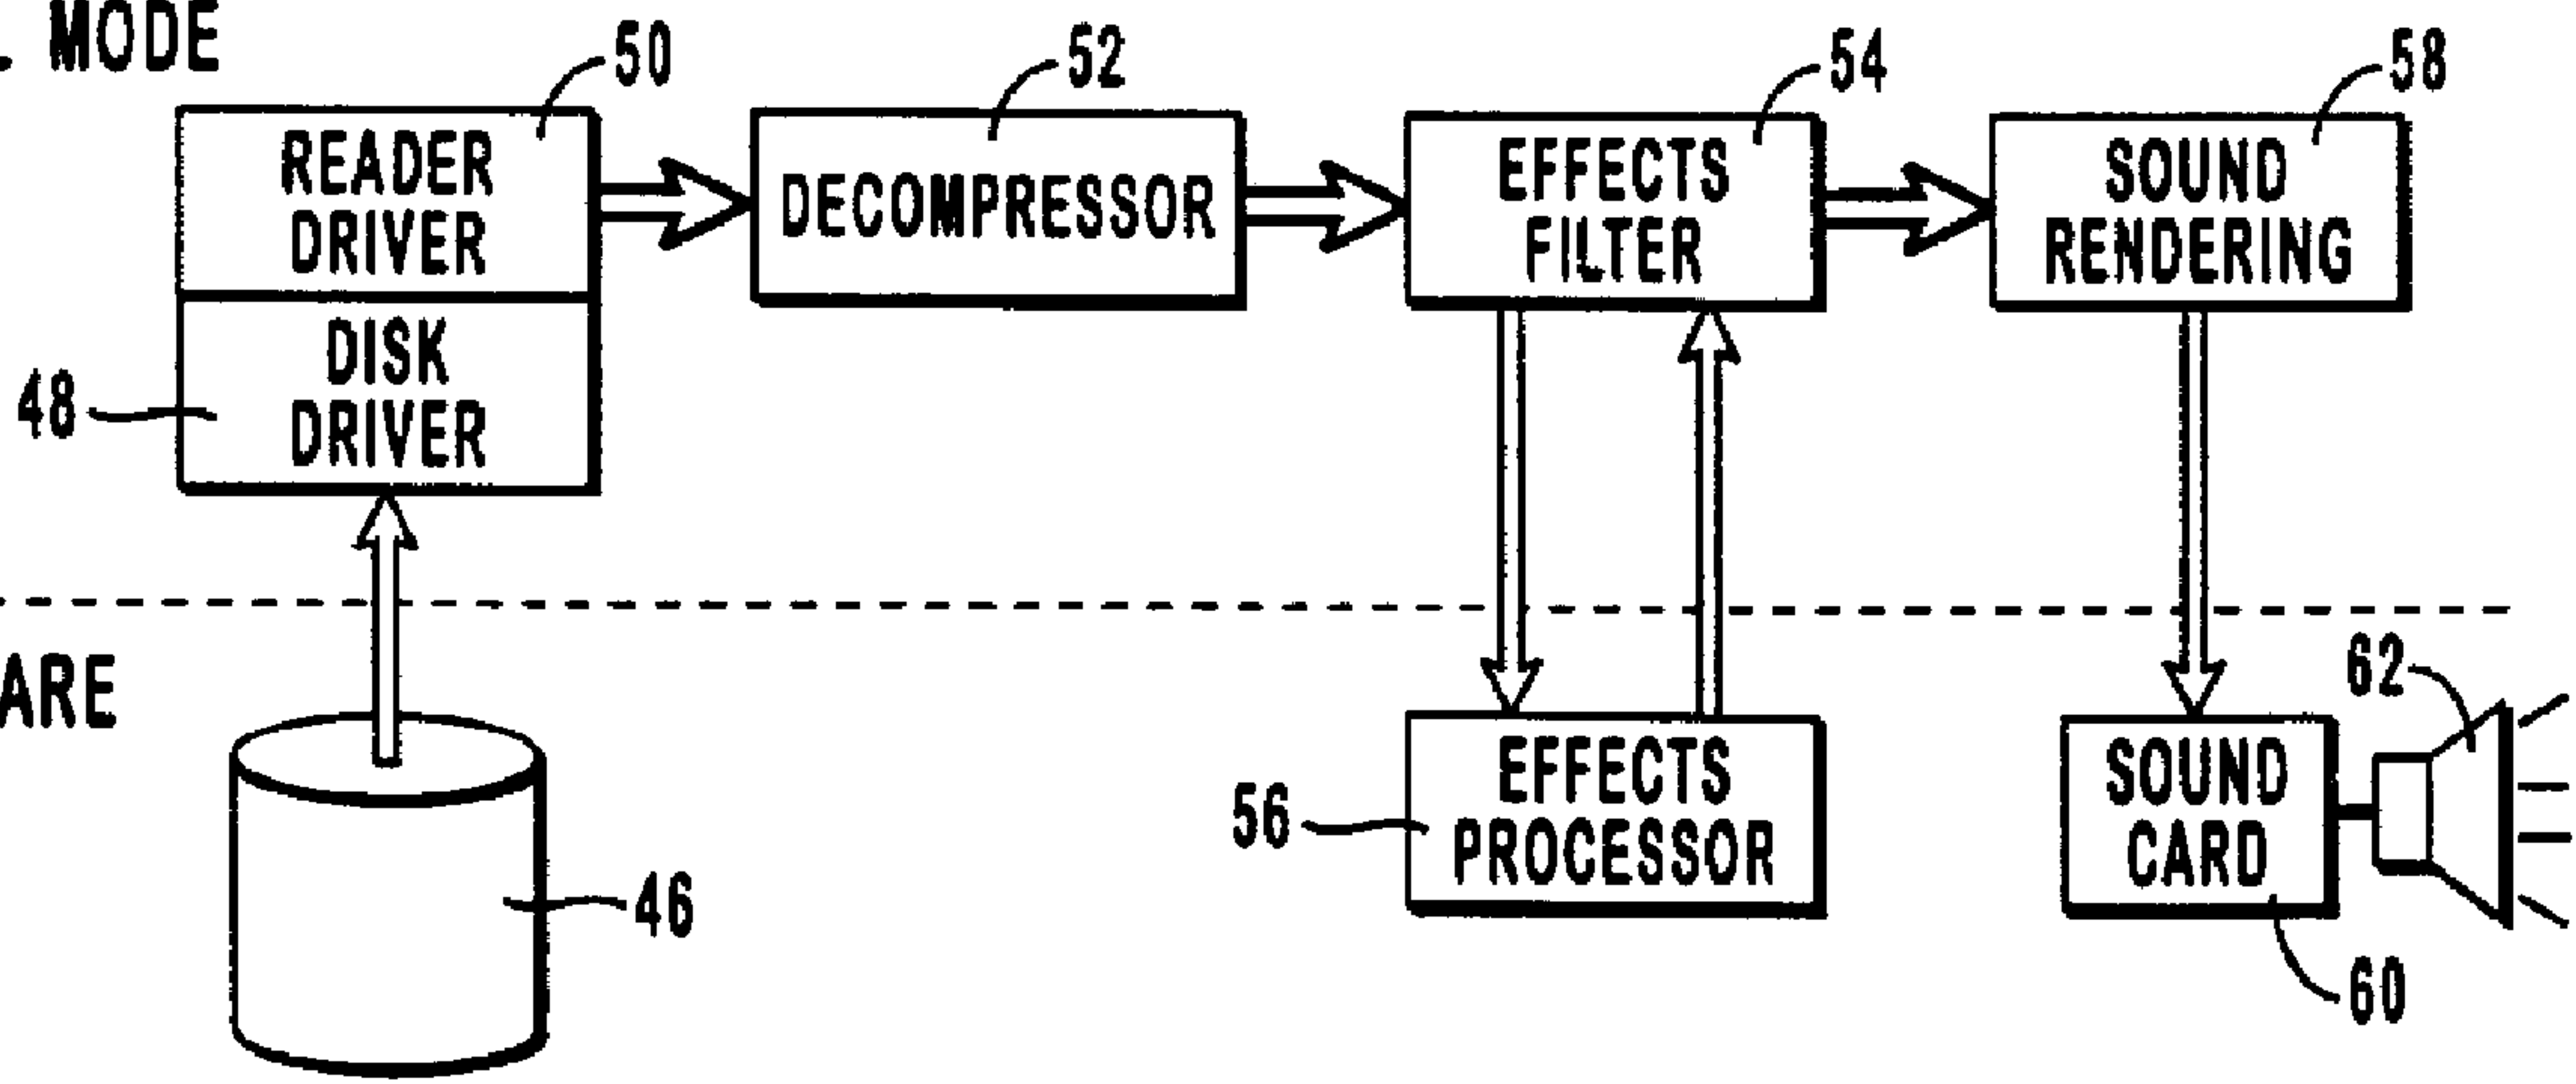 . MODE
50
52
54
58
READER
DRIVER
DECOMPRESSOR
EFFECTS
FILTER
SOUND
RENDERING
DISK
DRIVER
48
ARE
62
EFFECTS
PROCESSOR
56
SOUND
CARD
46
60